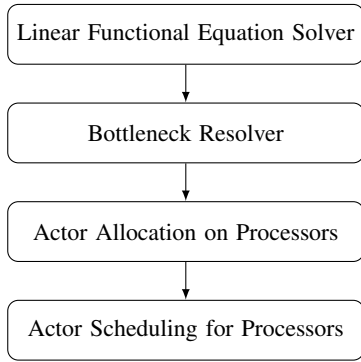 Linear Functional Equation Solver
Bottleneck Resolver
Actor Allocation on Processors
Actor Scheduling for Processors